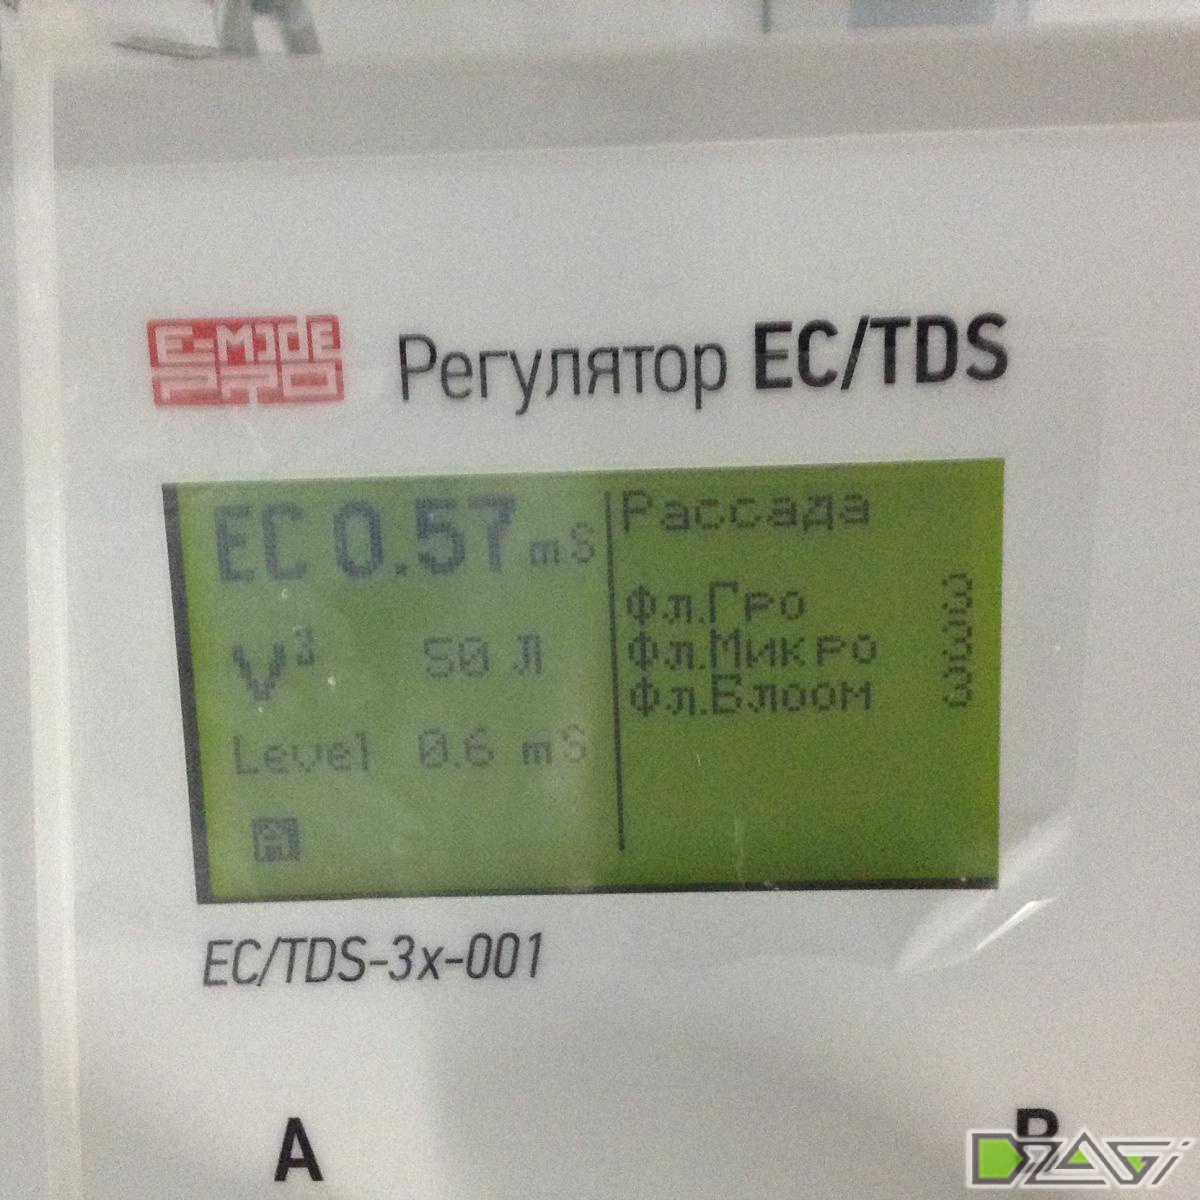 E-MODE
PRO
Регулятор EC/TDS
EC 0.57 mS
V³ 50 Л
Level 0.6 mS
A
Рассада
Фл.Гро
Фл.Микро
Фл.Блоом
EC/TDS-3x-001
A
B
DZAGI